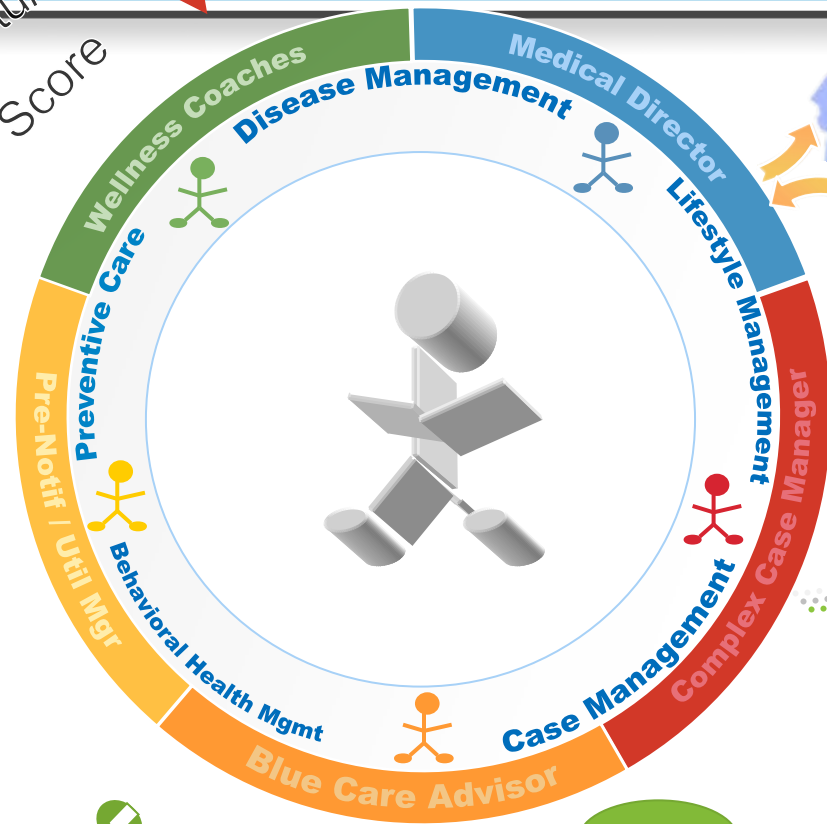 Score
Wellness Coaches
Medical Director
Disease Management
Lifestyle Management
Preventive Care
Pre-Notif / Util Mgr
Complex Case Manager
Behavioral Health Mgmt
Case Management
Blue Care Advisor